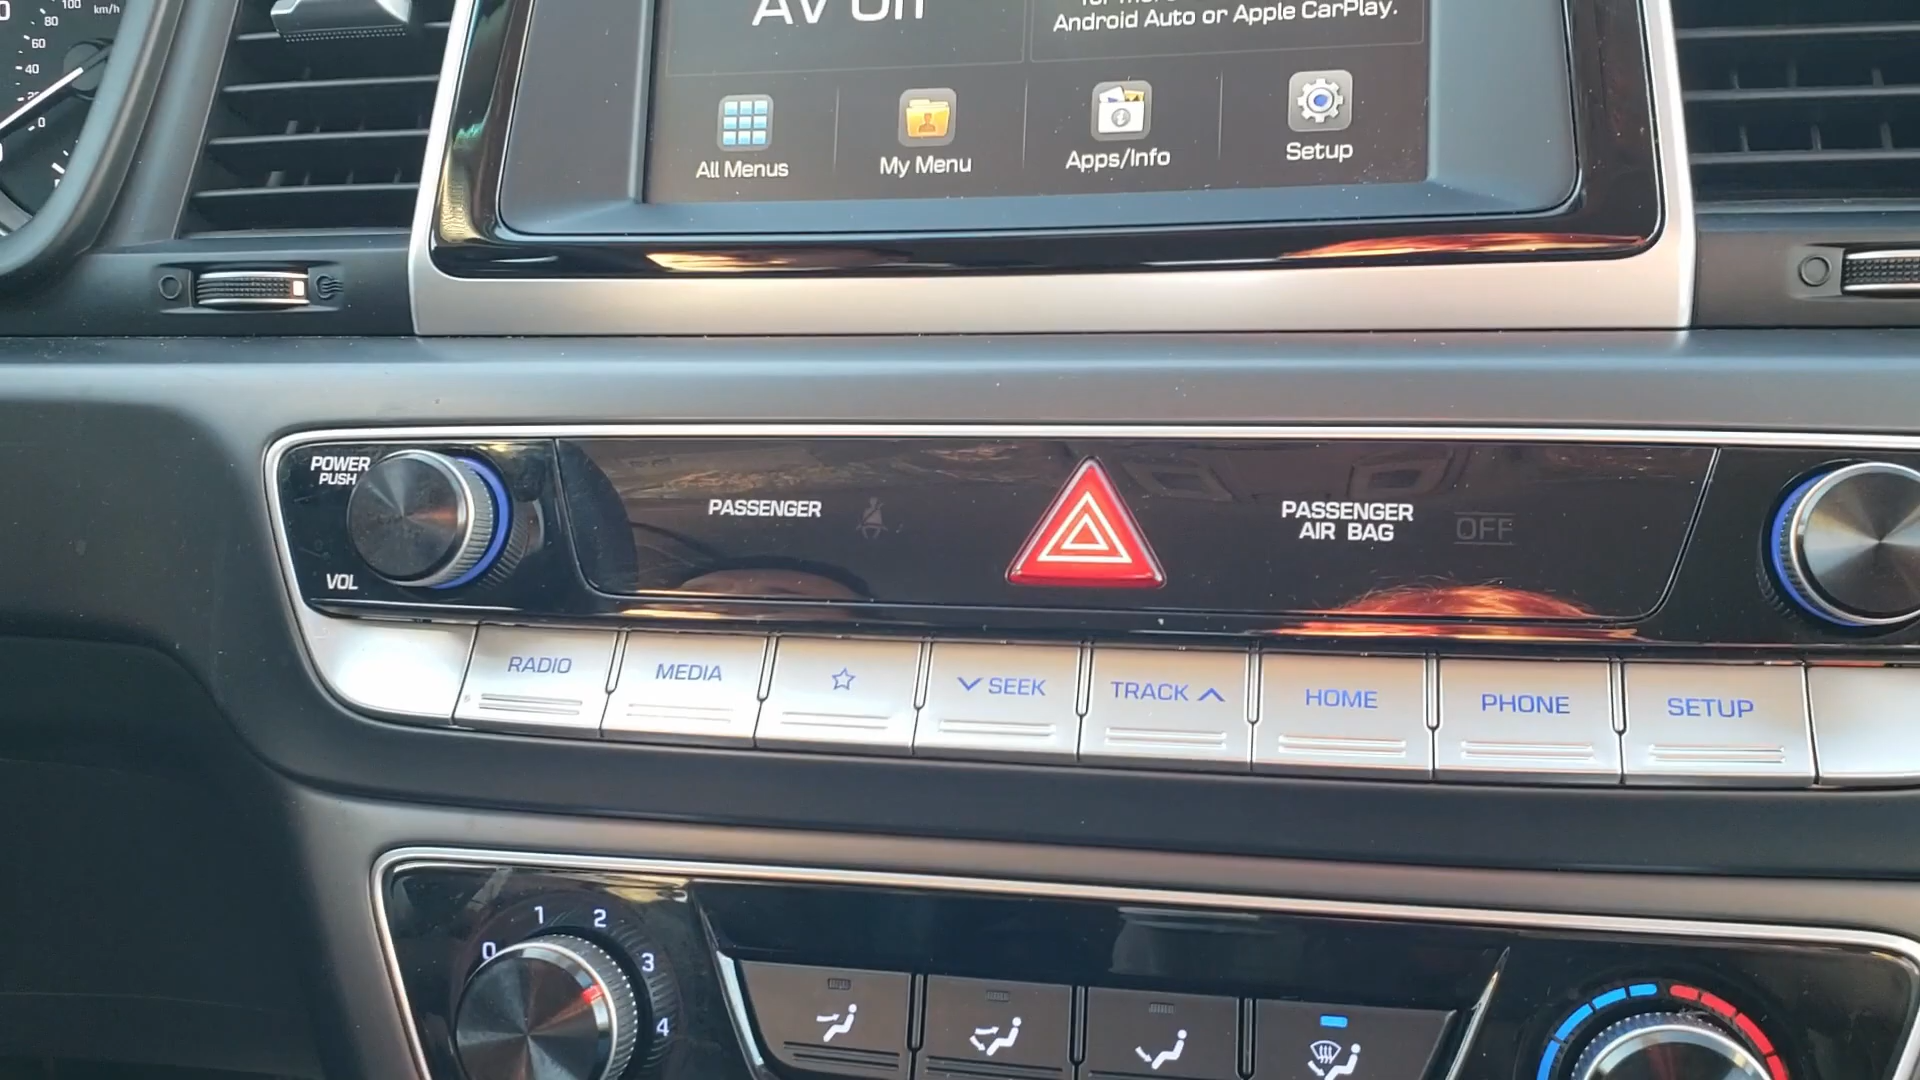 100 km/h
80
60
40
20
0
AV Off
Android Auto or Apple CarPlay.
All Menus
My Menu
Apps/Info
Setup
POWER
PUSH
VOL
PASSENGER
PASSENGER
AIR BAG
OFF
RADIO
MEDIA
SEEK
TRACK
HOME
PHONE
SETUP
0
1
2
3
4